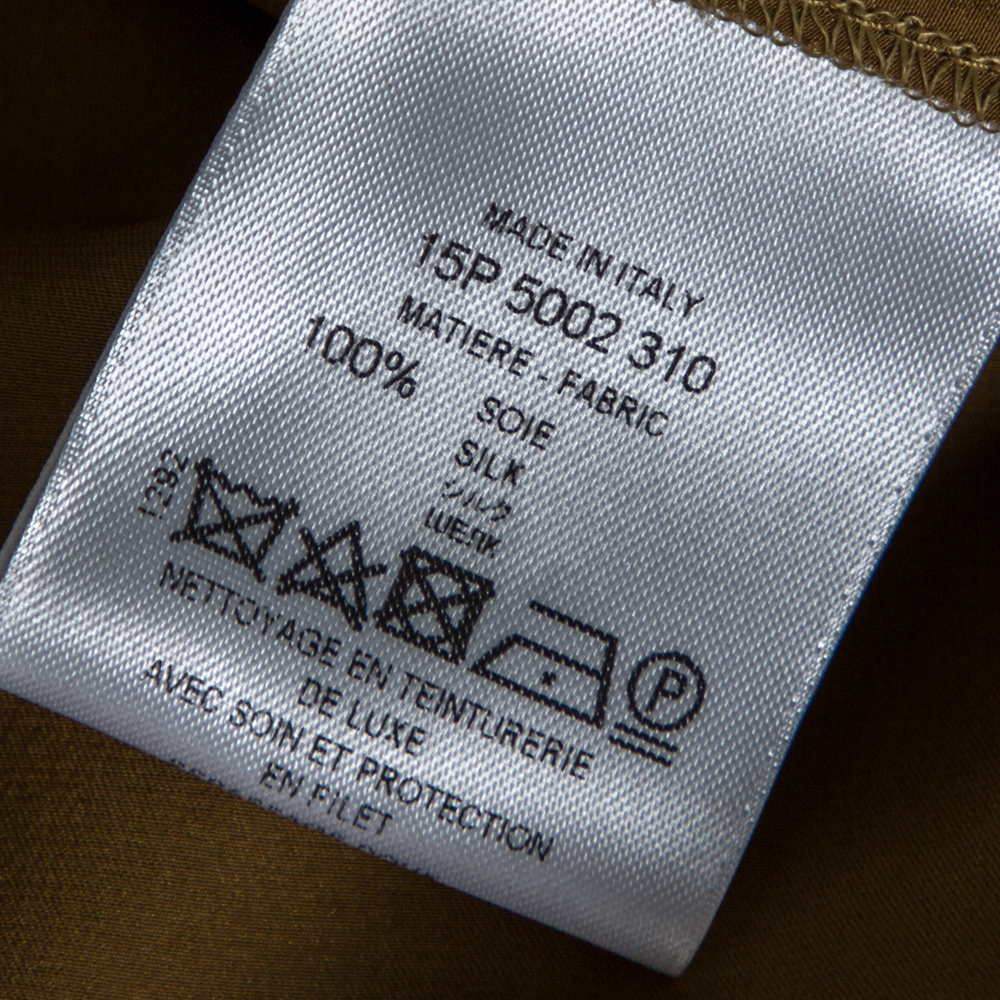 MADE IN ITALY
15P 5002 310
MATIERE - FABRIC
100% SOIE
SILK
シルク
ШЕЛК
1292
P
NETTOYAGE EN TEINTURERIE
DE LUXE
AVEC SOIN ET PROTECTION
EN FILET